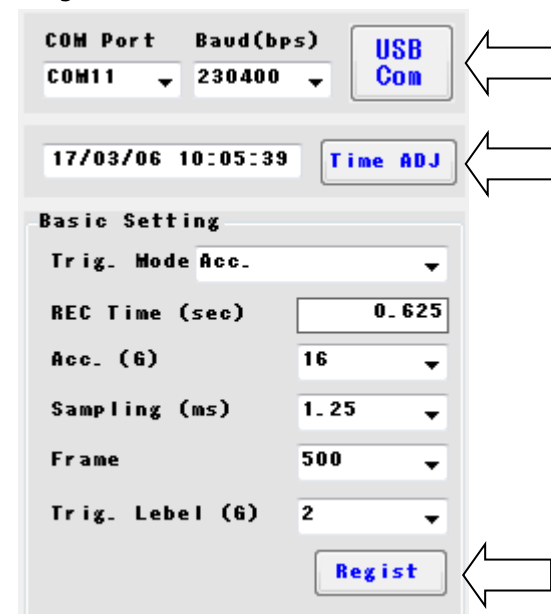 COM Port Baud(bps)
COM11 230400
USB
Com
17/03/06 10:05:39 Time ADJ
Basic Setting
Trig. Mode Acc.
REC Time (sec) 0.625
Acc. (G) 16
Sampling (ms) 1.25
Frame 500
Trig. Lebel (G) 2
Regist